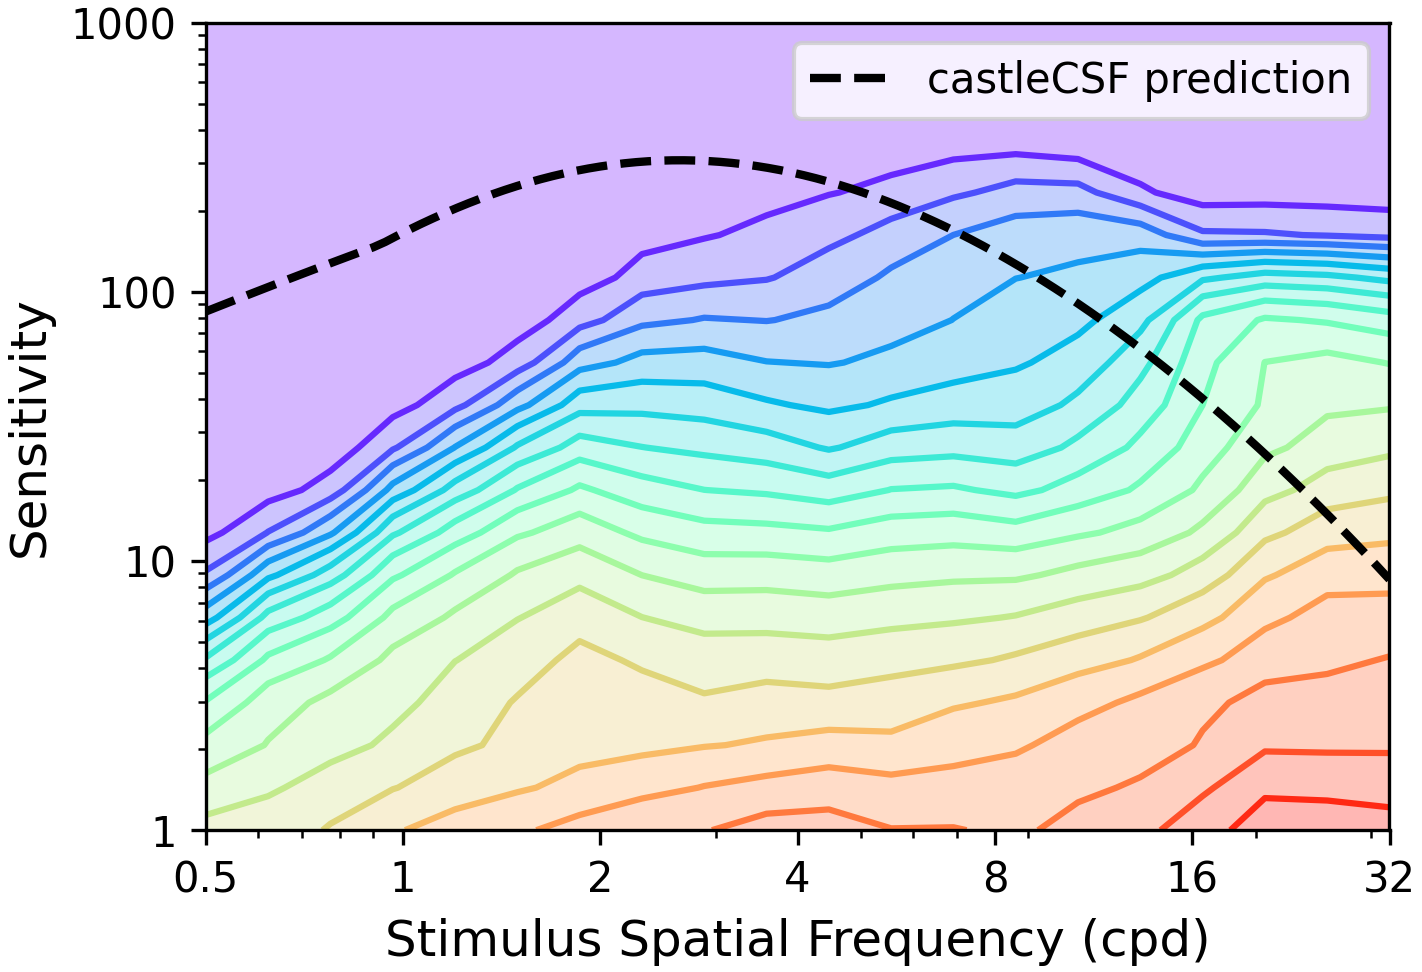 1000
castleCSF prediction
100
Sensitivity
10
1
0.5 1 2 4 8 16 32
Stimulus Spatial Frequency (cpd)